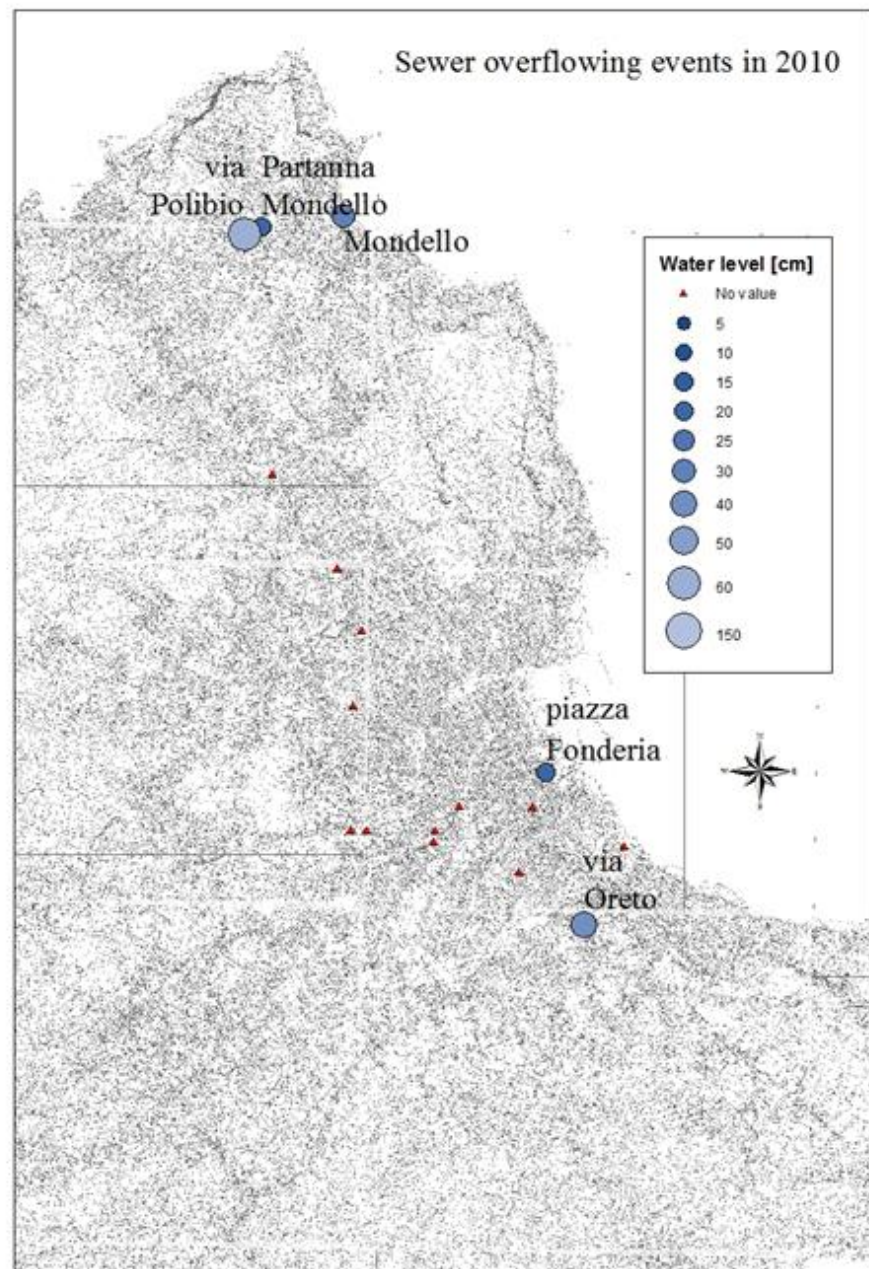 Sewer overflowing events in 2010
via
Polibio
Partanna
Mondello
Mondello
Water level [cm]
No value
5
10
15
20
25
30
40
50
60
150
piazza
Fonderia
via
Oreto